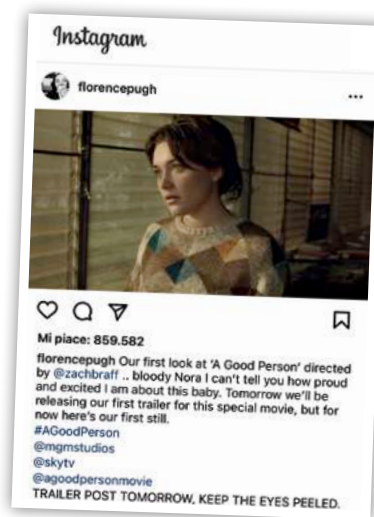 Instagram
florencepugh
Mi piace: 859.582
florencepugh Our first look at 'A Good Person' directed
by @zachbraff .. bloody Nora I can't tell you how proud
and excited I am about this baby. Tomorrow we'll be
releasing our first trailer for this special movie, but for
now here's our first still.
#AGoodPerson
@mgmstudios
@skytv
@agoodpersonmovie
TRAILER POST TOMORROW, KEEP THE EYES PEELED.